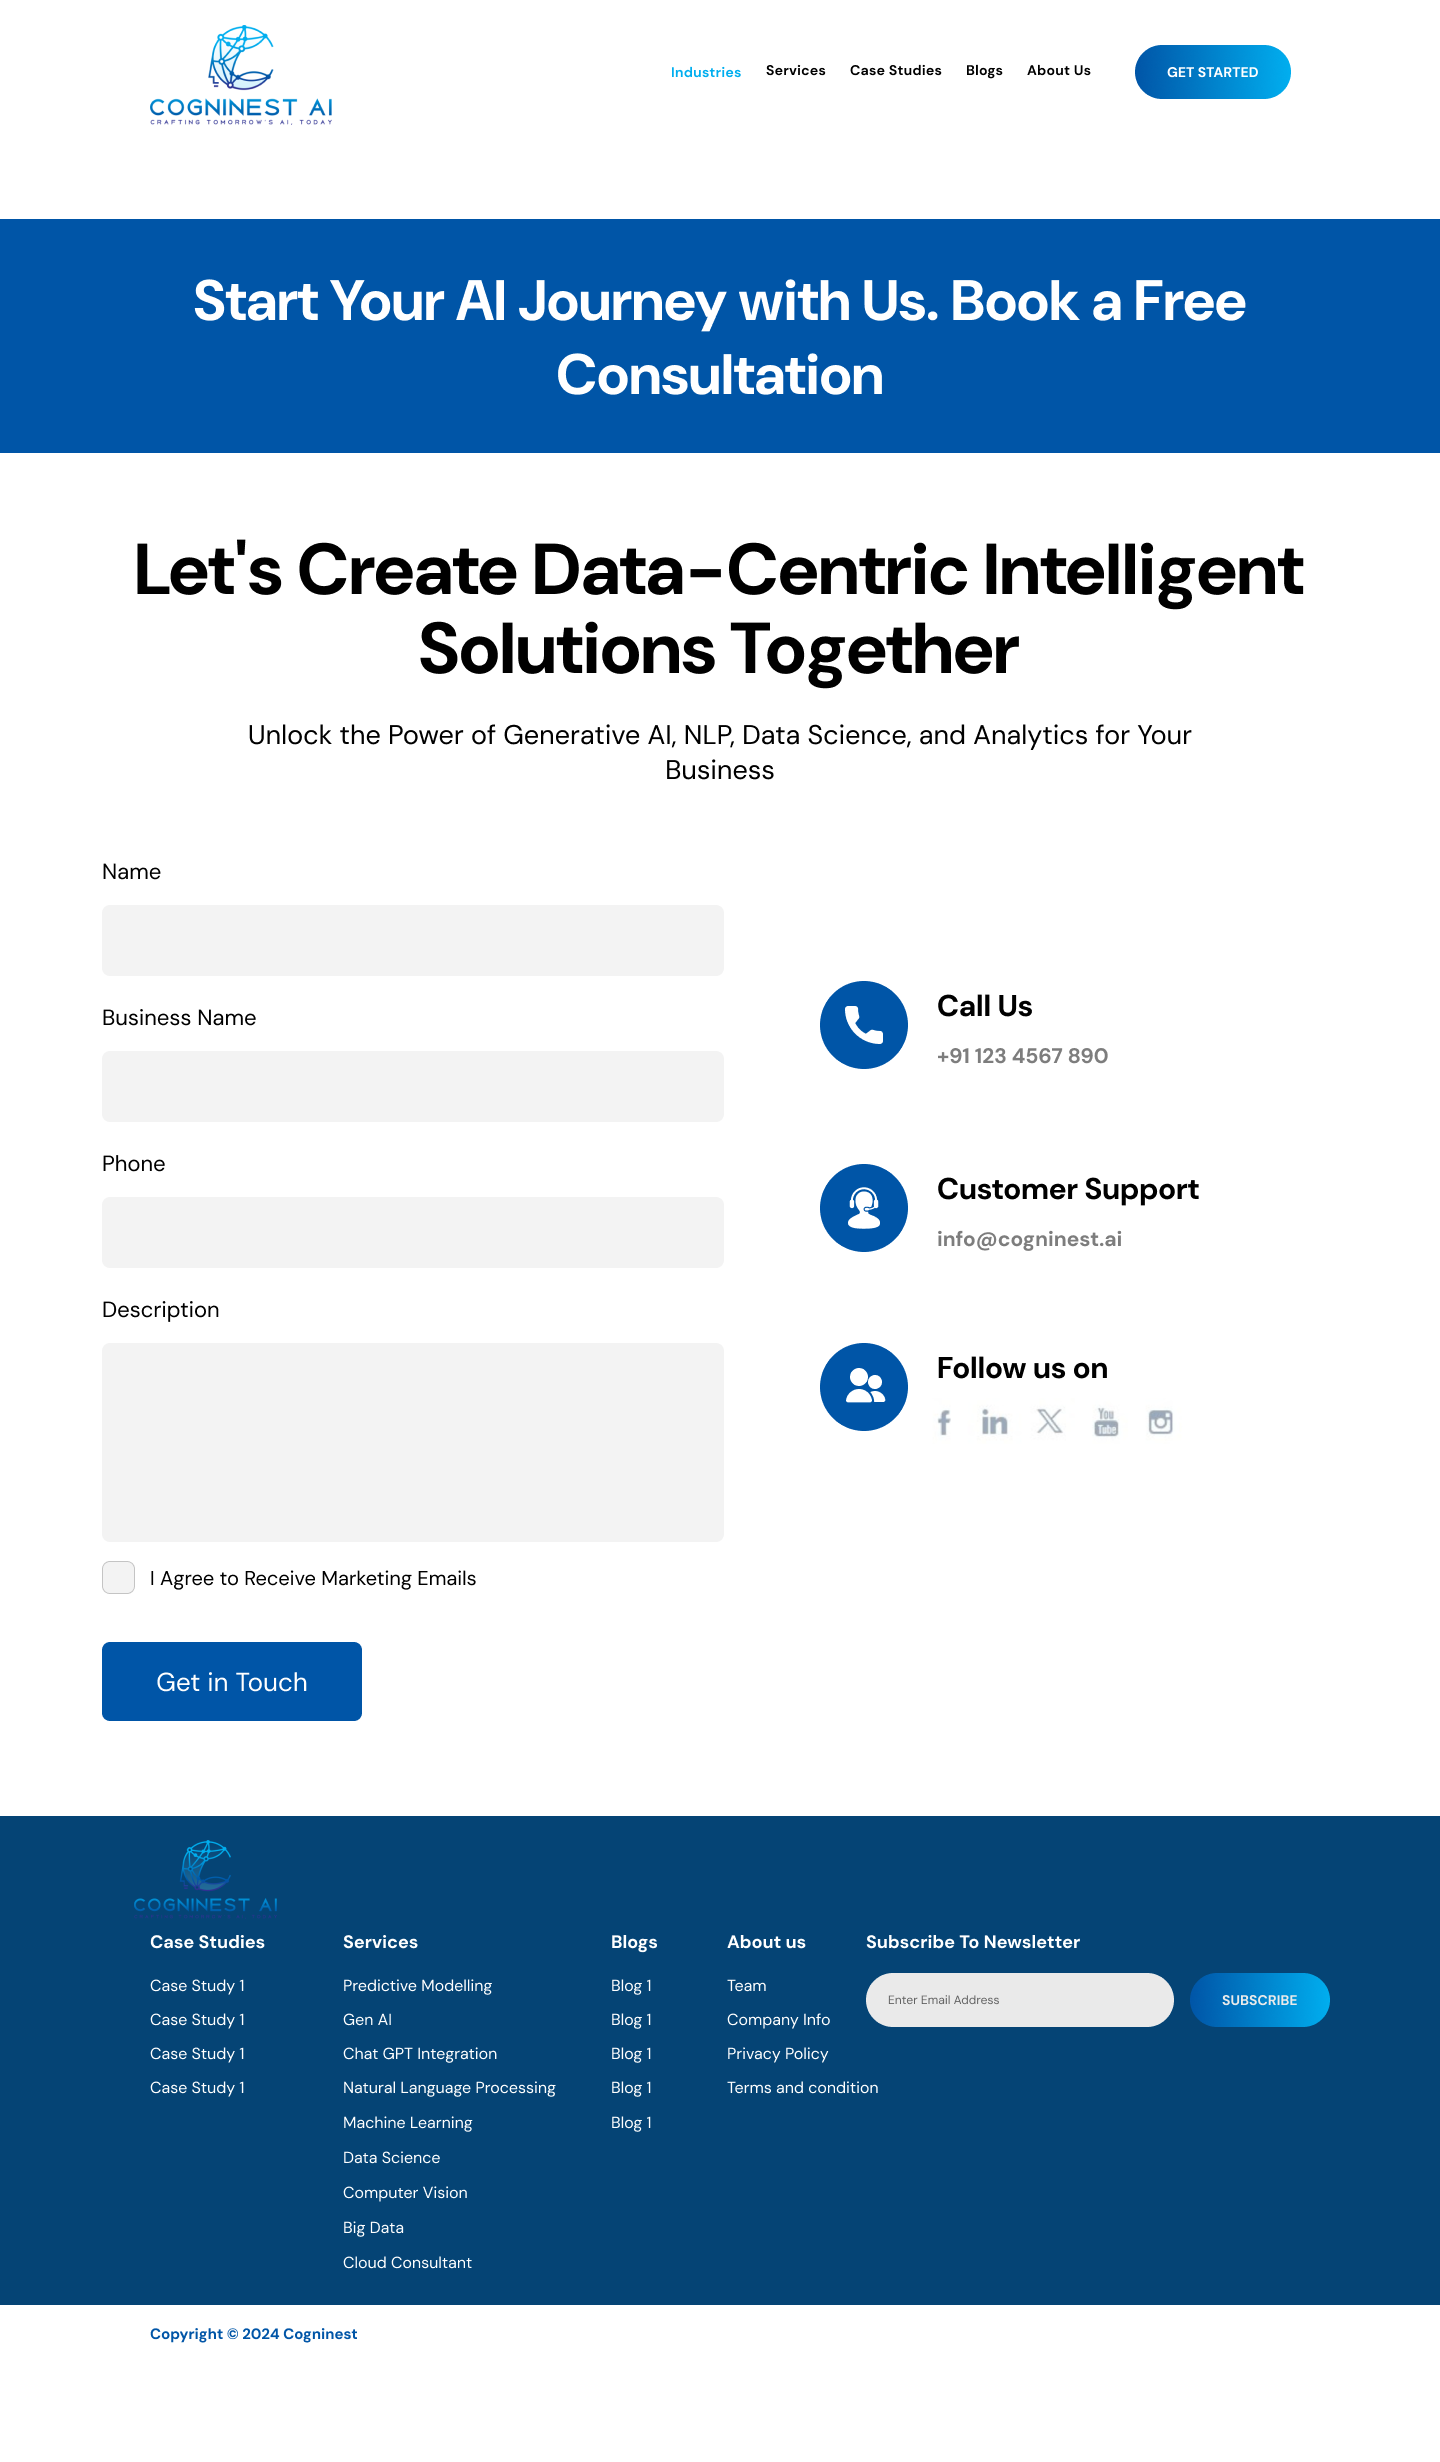 COGNINEST AI
CRAFTING TOMORROW'S AI, TODAY
Industries
Services
Case Studies
Blogs
About Us
GET STARTED
Start Your AI Journey with Us. Book a Free
Consultation
Let's Create Data-Centric Intelligent
Solutions Together
Unlock the Power of Generative AI, NLP, Data Science, and Analytics for Your
Business
Name
Business Name
Phone
Description
I Agree to Receive Marketing Emails
Get in Touch
Call Us
+91 123 4567 890
Customer Support
info@cogninest.ai
Follow us on
f
in
X
You
Tube
COGNINEST AI
Case Studies
Case Study 1
Case Study 1
Case Study 1
Case Study 1
Services
Predictive Modelling
Gen AI
Chat GPT Integration
Natural Language Processing
Machine Learning
Data Science
Computer Vision
Big Data
Cloud Consultant
Blogs
Blog 1
Blog 1
Blog 1
Blog 1
Blog 1
About us
Team
Company Info
Privacy Policy
Terms and condition
Subscribe To Newsletter
Enter Email Address
SUBSCRIBE
Copyright © 2024 Cogninest